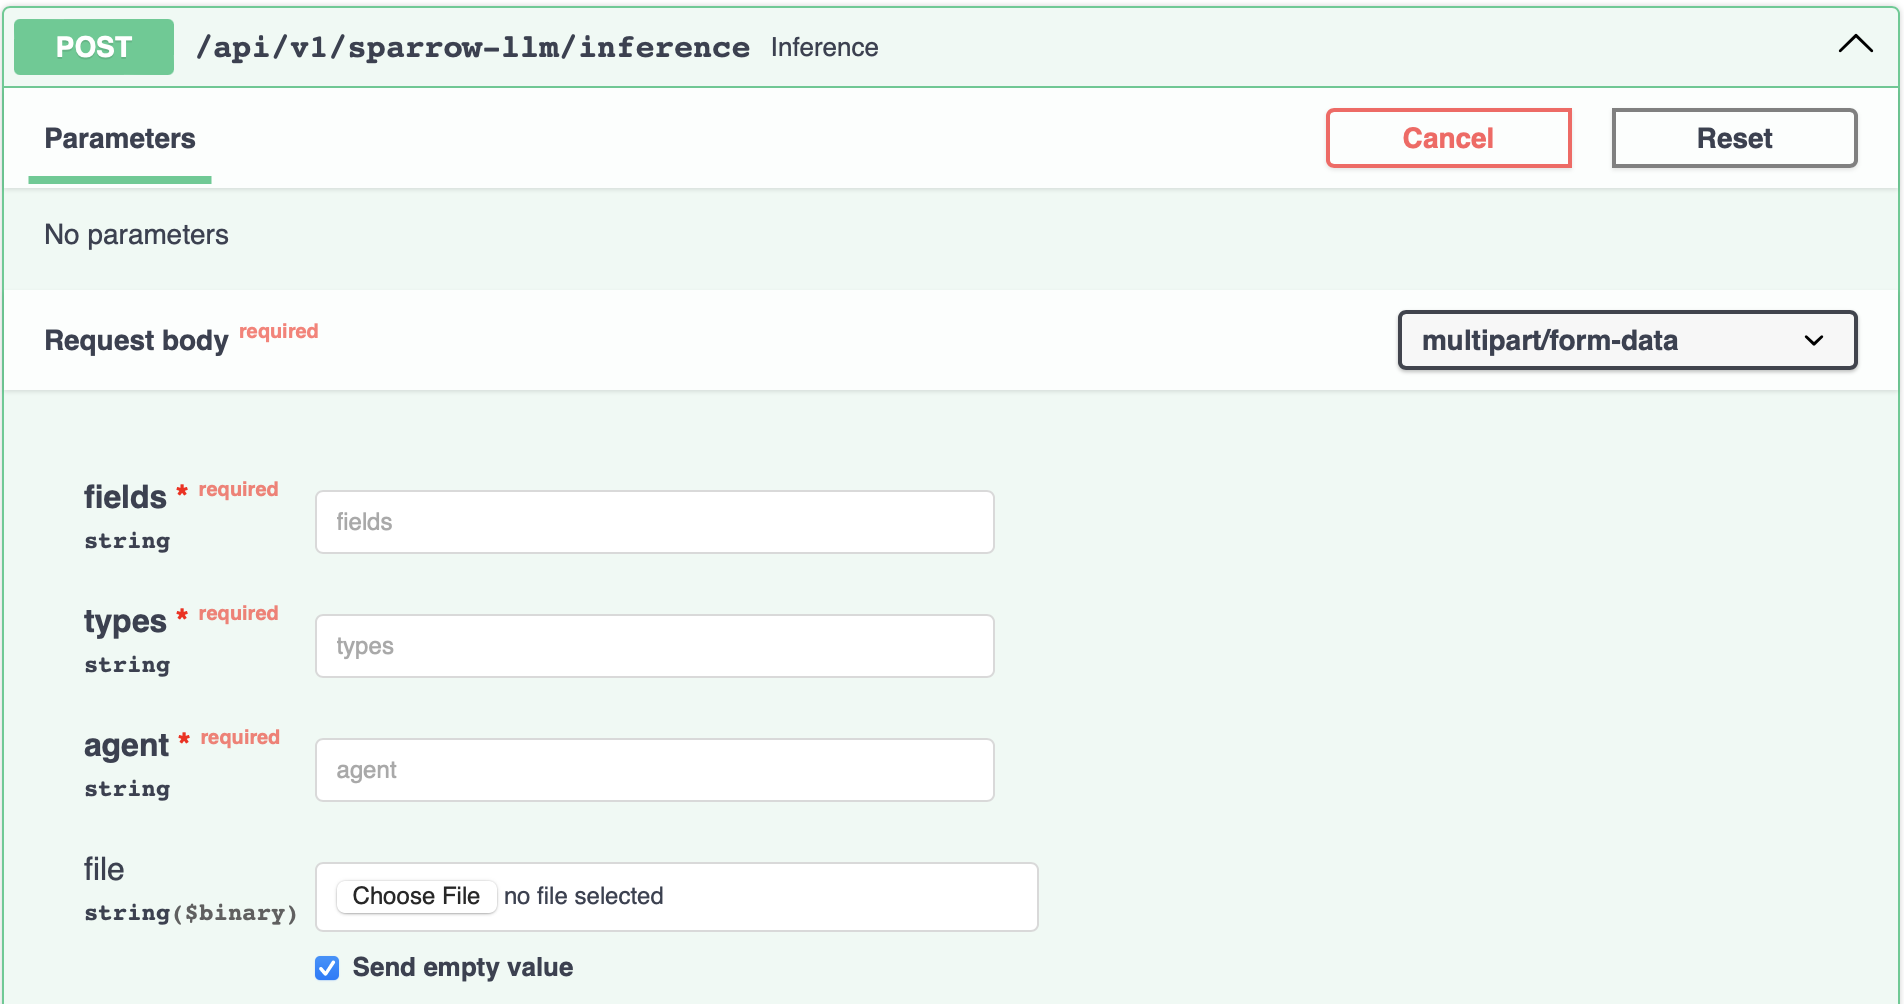 POST /api/v1/sparrow-llm/inference Inference
Parameters Cancel Reset
No parameters
Request body required multipart/form-data
fields * required
fields
string
types * required
types
string
agent * required
agent
string
file
Choose File no file selected
string($binary)
Send empty value